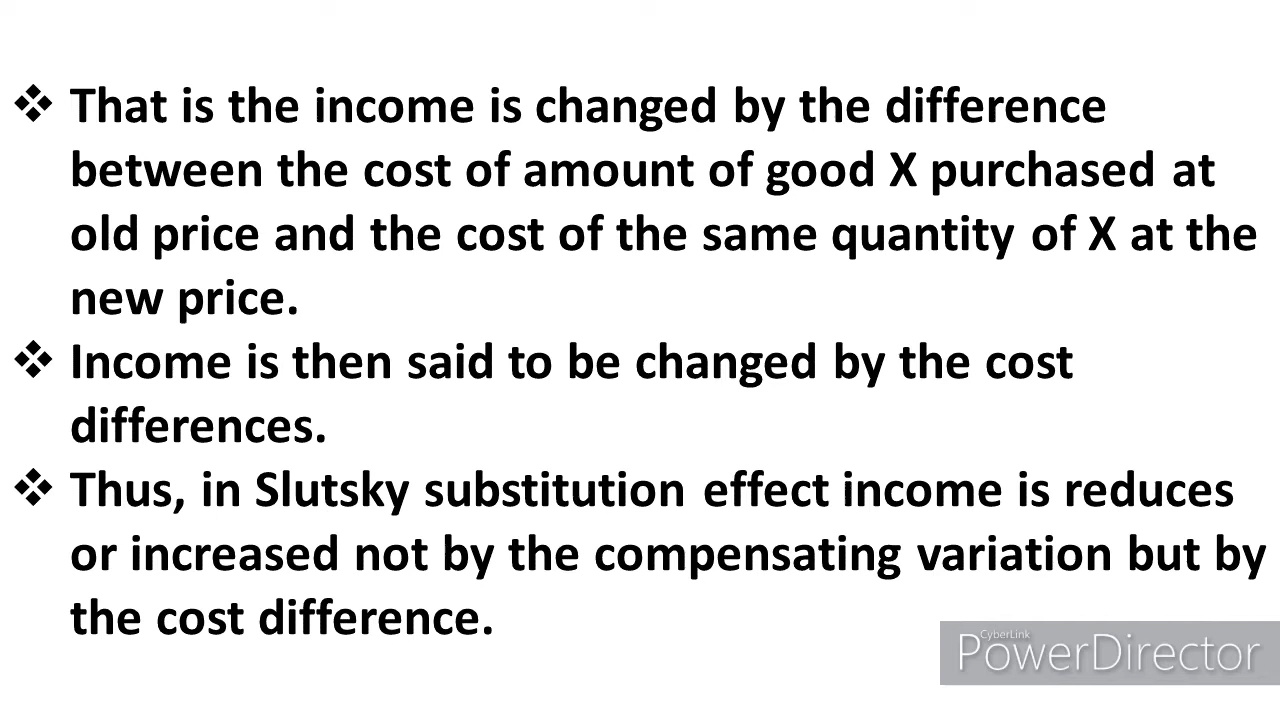 ❖ That is the income is changed by the difference
between the cost of amount of good X purchased at
old price and the cost of the same quantity of X at the
new price.
❖ Income is then said to be changed by the cost
differences.
❖ Thus, in Slutsky substitution effect income is reduces
or increased not by the compensating variation but by
the cost difference.
CyberLink
PowerDirector